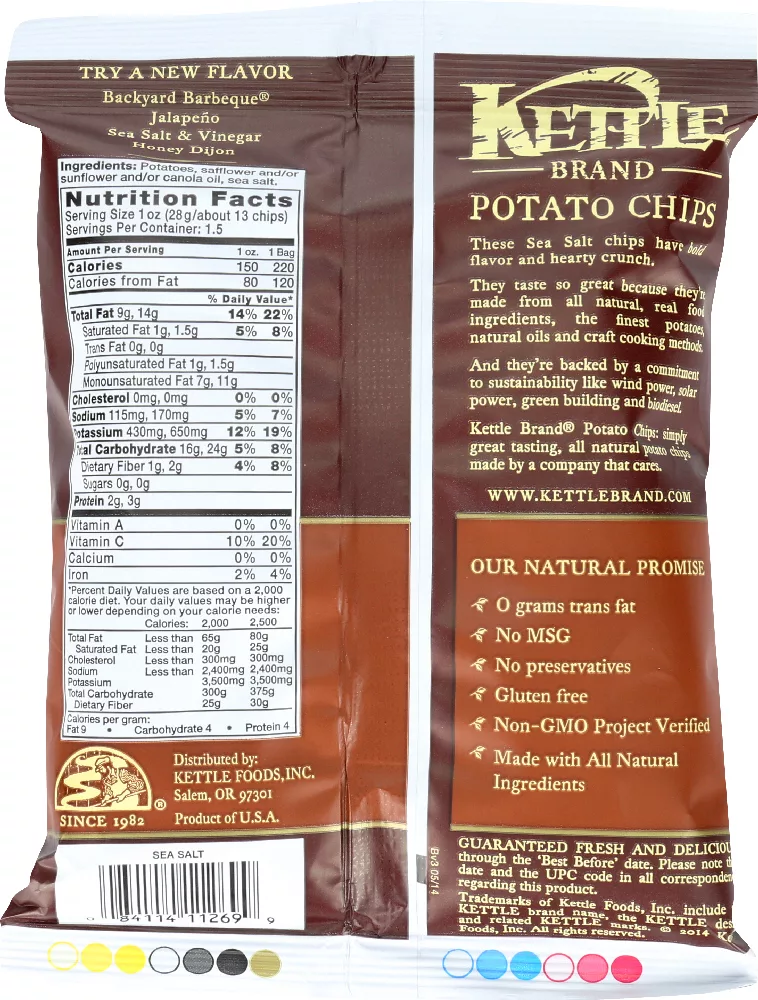 TRY A NEW FLAVOR
Backyard Barbeque®
Jalapeño
Sea Salt & Vinegar
Honey Dijon
Ingredients: Potatoes, safflower and/or
sunflower and/or canola oil, sea salt.
Nutrition Facts
Serving Size 1 oz (28g/about 13 chips)
Servings Per Container: 1.5
Amount Per Serving 1 oz. 1 Bag
Calories 150 220
Calories from Fat 80 120
% Daily Value*
Total Fat 9g, 14g 14% 22%
Saturated Fat 1g, 1.5g 5% 8%
Trans Fat 0g, 0g
Polyunsaturated Fat 1g, 1.5g
Monounsaturated Fat 7g, 11g
Cholesterol 0mg, 0mg 0% 0%
Sodium 115mg, 170mg 5% 7%
Potassium 430mg, 650mg 12% 19%
Total Carbohydrate 16g, 24g 5% 8%
Dietary Fiber 1g, 2g 4% 8%
Sugars 0g, 0g
Protein 2g, 3g
Vitamin A 0% 0%
Vitamin C 10% 20%
Calcium 0% 0%
Iron 2% 4%
*Percent Daily Values are based on a 2,000
calorie diet. Your daily values may be higher
or lower depending on your calorie needs:
Calories: 2,000 2,500
Total Fat Less than 65g 80g
Saturated Fat Less than 20g 25g
Cholesterol Less than 300mg 300mg
Sodium Less than 2,400mg 2,400mg
Potassium 3,500mg 3,500mg
Total Carbohydrate 300g 375g
Dietary Fiber 25g 30g
Calories per gram:
Fat 9 • Carbohydrate 4 • Protein 4
SINCE 1982 ®
Distributed by:
KETTLE FOODS, INC.
Salem, OR 97301
Product of U.S.A.
SEA SALT
0 84114 11269 9
KETTLE
BRAND
POTATO CHIPS
These Sea Salt chips have bold
flavor and hearty crunch.
They taste so great because they're
made from all natural, real food
ingredients, the finest potatoes,
natural oils and craft cooking methods.
And they're backed by a commitment
to sustainability like wind power, solar
power, green building and biodiesel.
Kettle Brand® Potato Chips: simply
great tasting, all natural potato chips
made by a company that cares.
WWW.KETTLEBRAND.COM
OUR NATURAL PROMISE
0 grams trans fat
No MSG
No preservatives
Gluten free
Non-GMO Project Verified
Made with All Natural
Ingredients
Bv3 05/14
GUARANTEED FRESH AND DELICIOU
through the 'Best Before' date. Please note th
date and the UPC code in all corresponden
regarding this product.
Trademarks of Kettle Foods, Inc. include
KETTLE brand name, the KETTLE des
and related KETTLE marks. © 2014 Ke
Foods, Inc. All rights reserved.